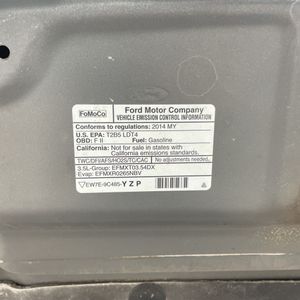 FoMoCo
Ford Motor Company
VEHICLE EMISSION CONTROL INFORMATION
Conforms to regulations: 2014 MY
U.S. EPA: T2B5 LDT4
OBD: F II Fuel: Gasoline
California: Not for sale in states with
California emissions standards.
TWC/DFI/AFS/HO2S/TC/CAC No adjustments needed.
3.5L-Group: EFMXT03.54DX
Evap: EFMXR0265NBV
EW7E-9C485-YZP